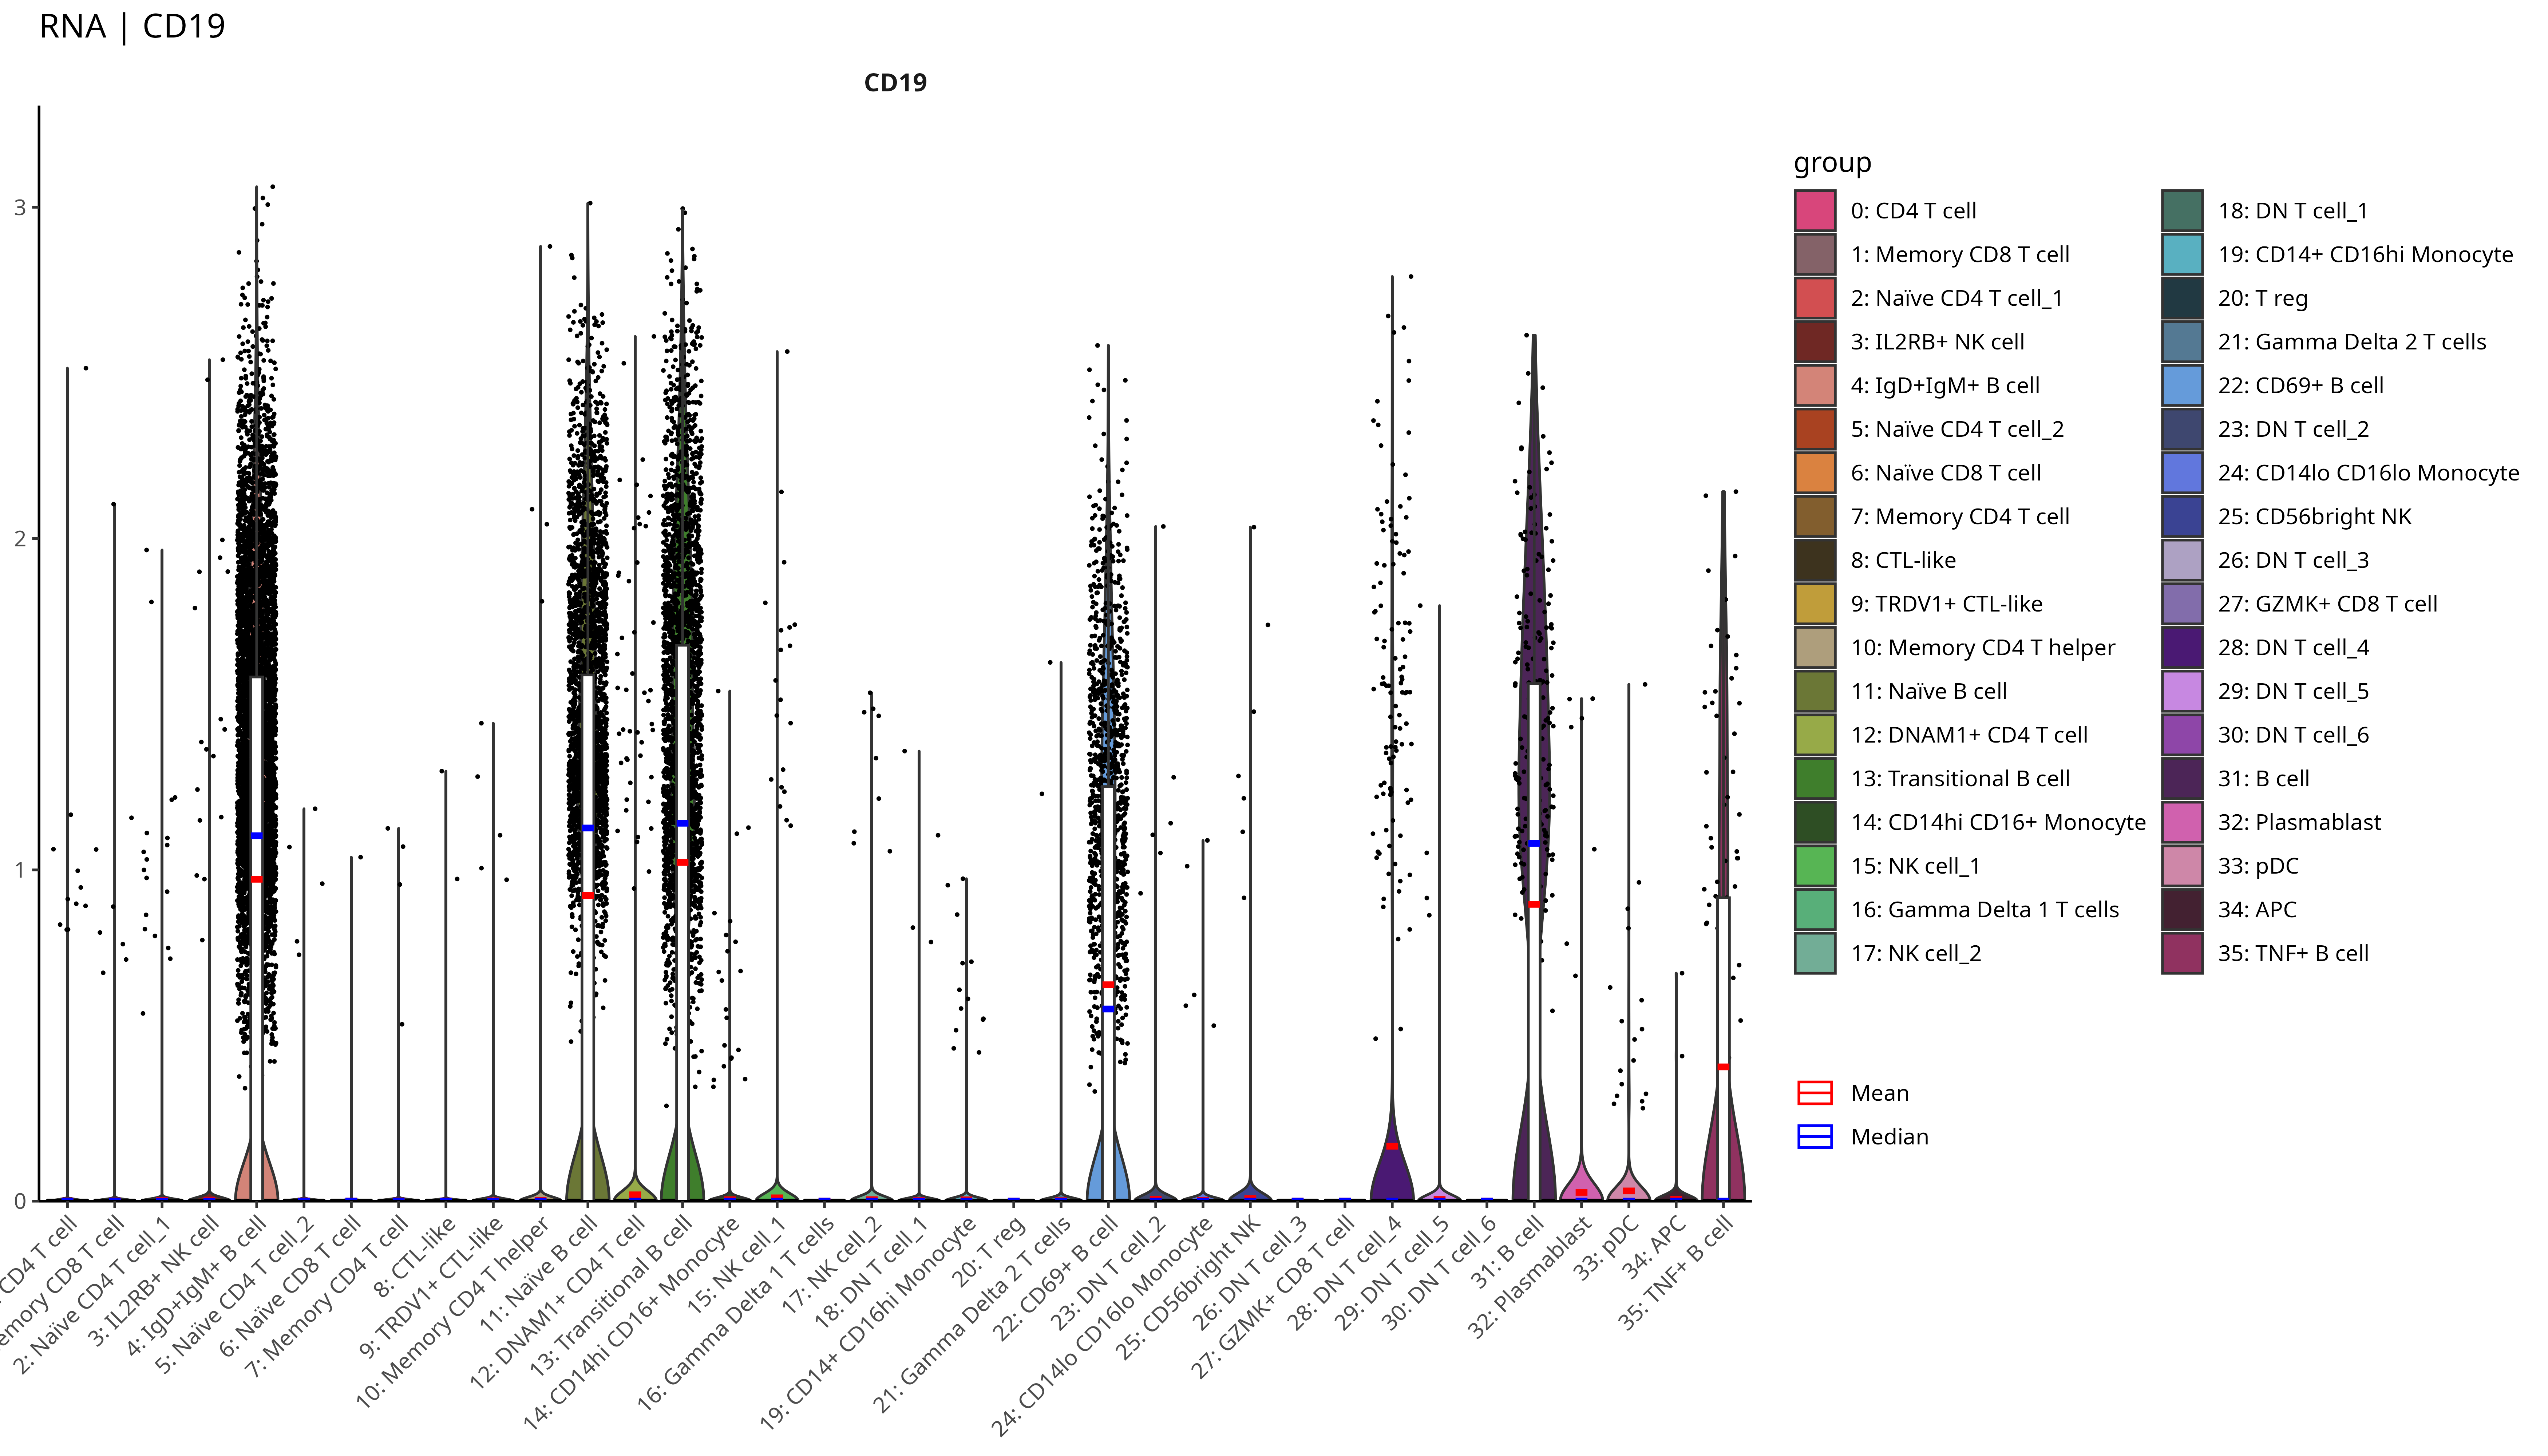 RNA | CD19
CD19
3
2
1
0
CD4 T cell
Memory CD8 T cell
2: Naïve CD4 T cell_1
3: IL2RB+ NK cell
4: IgD+IgM+ B cell
5: Naïve CD4 T cell_2
6: Naïve CD8 T cell
7: Memory CD4 T cell
8: CTL-like
9: TRDV1+ CTL-like
10: Memory CD4 T helper
11: Naïve B cell
12: DNAM1+ CD4 T cell
13: Transitional B cell
14: CD14hi CD16+ Monocyte
15: NK cell_1
16: Gamma Delta 1 T cells
17: NK cell_2
18: DN T cell_1
19: CD14+ CD16hi Monocyte
20: T reg
21: Gamma Delta 2 T cells
22: CD69+ B cell
23: DN T cell_2
24: CD14lo CD16lo Monocyte
25: CD56bright NK
26: DN T cell_3
27: GZMK+ CD8 T cell
28: DN T cell_4
29: DN T cell_5
30: DN T cell_6
31: B cell
32: Plasmablast
33: pDC
34: APC
35: TNF+ B cell
group
0: CD4 T cell
1: Memory CD8 T cell
2: Naïve CD4 T cell_1
3: IL2RB+ NK cell
4: IgD+IgM+ B cell
5: Naïve CD4 T cell_2
6: Naïve CD8 T cell
7: Memory CD4 T cell
8: CTL-like
9: TRDV1+ CTL-like
10: Memory CD4 T helper
11: Naïve B cell
12: DNAM1+ CD4 T cell
13: Transitional B cell
14: CD14hi CD16+ Monocyte
15: NK cell_1
16: Gamma Delta 1 T cells
17: NK cell_2
18: DN T cell_1
19: CD14+ CD16hi Monocyte
20: T reg
21: Gamma Delta 2 T cells
22: CD69+ B cell
23: DN T cell_2
24: CD14lo CD16lo Monocyte
25: CD56bright NK
26: DN T cell_3
27: GZMK+ CD8 T cell
28: DN T cell_4
29: DN T cell_5
30: DN T cell_6
31: B cell
32: Plasmablast
33: pDC
34: APC
35: TNF+ B cell
Mean
Median